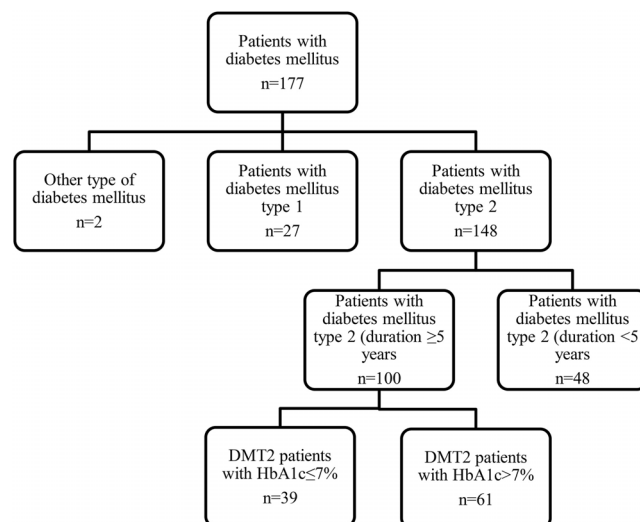 Patients with
diabetes mellitus
n=177
Other type of
diabetes mellitus
n=2
Patients with
diabetes mellitus
type 1
n=27
Patients with
diabetes mellitus
type 2
n=148
Patients with
diabetes mellitus
type 2 (duration ≥5
years
n=100
Patients with
diabetes mellitus
type 2 (duration <5
years
n=48
DMT2 patients
with HbA1c≤7%
n=39
DMT2 patients
with HbA1c>7%
n=61